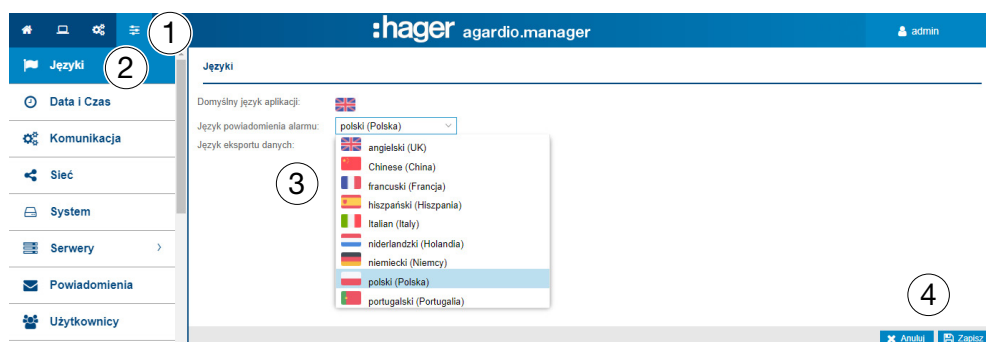 1
:hager agardio.manager
admin
Języki
2
Data i Czas
Komunikacja
Sieć
System
Serwery
Powiadomienia
Użytkownicy
Języki
Domyślny język aplikacji:
Język powiadomienia alarmu: polski (Polska)
Język eksportu danych:
3
angielski (UK)
Chinese (China)
francuski (Francja)
hiszpański (Hiszpania)
Italian (Italy)
niderlandzki (Holandia)
niemiecki (Niemcy)
polski (Polska)
portugalski (Portugalia)
4
Anuluj Zapisz